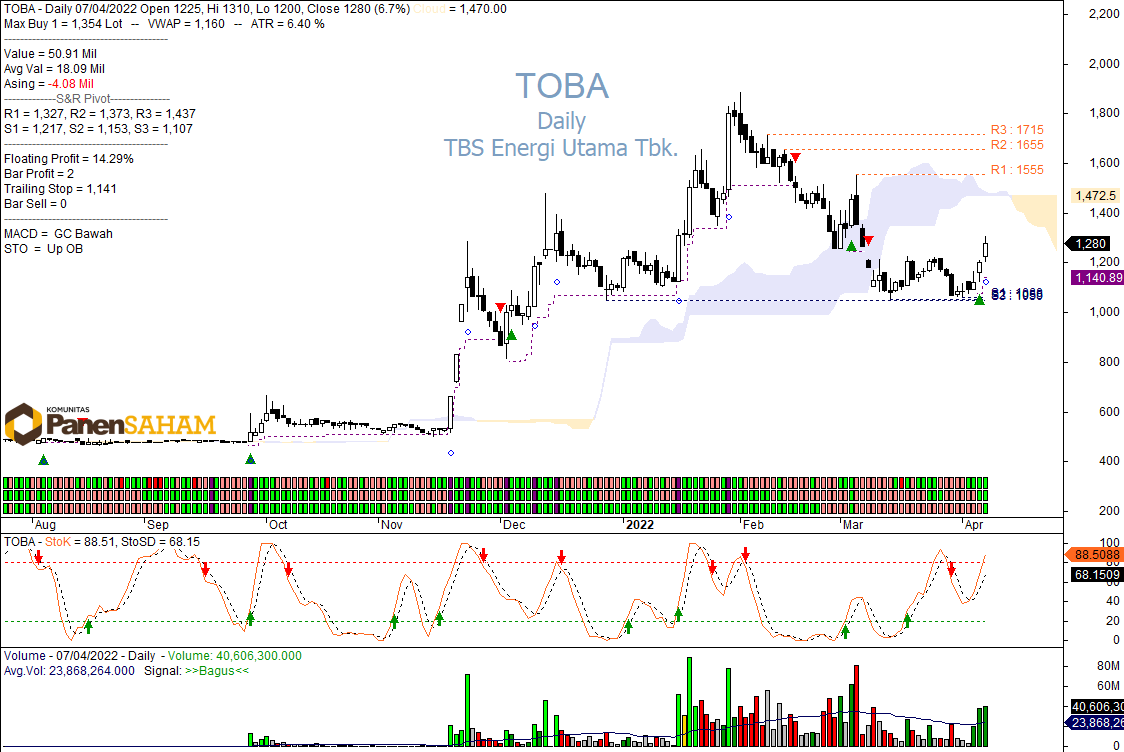 TOBA - Daily 07/04/2022 Open 1225, Hi 1310, Lo 1200, Close 1280 (6.7%) Cloud = 1,470.00
Max Buy 1 = 1,354 Lot -- VWAP = 1,160 -- ATR = 6.40 %
Value = 50.91 Mil
Avg Val = 18.09 Mil
Asing = -4.08 Mil
-------------S&R Pivot---------------
R1 = 1,327, R2 = 1,373, R3 = 1,437
S1 = 1,217, S2 = 1,153, S3 = 1,107
Floating Profit = 14.29%
Bar Profit = 2
Trailing Stop = 1,141
Bar Sell = 0
MACD = GC Bawah
STO = Up OB
TOBA
Daily
TBS Energi Utama Tbk.
R3 : 1715
R2 : 1655
R1 : 1555
2,200
2,000
1,800
1,600
1,472.5
1,400
1,280
1,200
1,140.89
1,000
800
600
400
200
KOMUNITAS
PanenSAHAM
Aug Sep Oct Nov Dec 2022 Feb Mar Apr
TOBA - StoK = 88.51, StoSD = 68.15
100
88.5088
80
68.1509
60
40
20
0
Volume - 07/04/2022 - Daily - Volume: 40,606,300.000
Avg.Vol: 23,868,264.000 Signal: >>Bagus<<
80M
60M
40,606,30
23,868,26
0